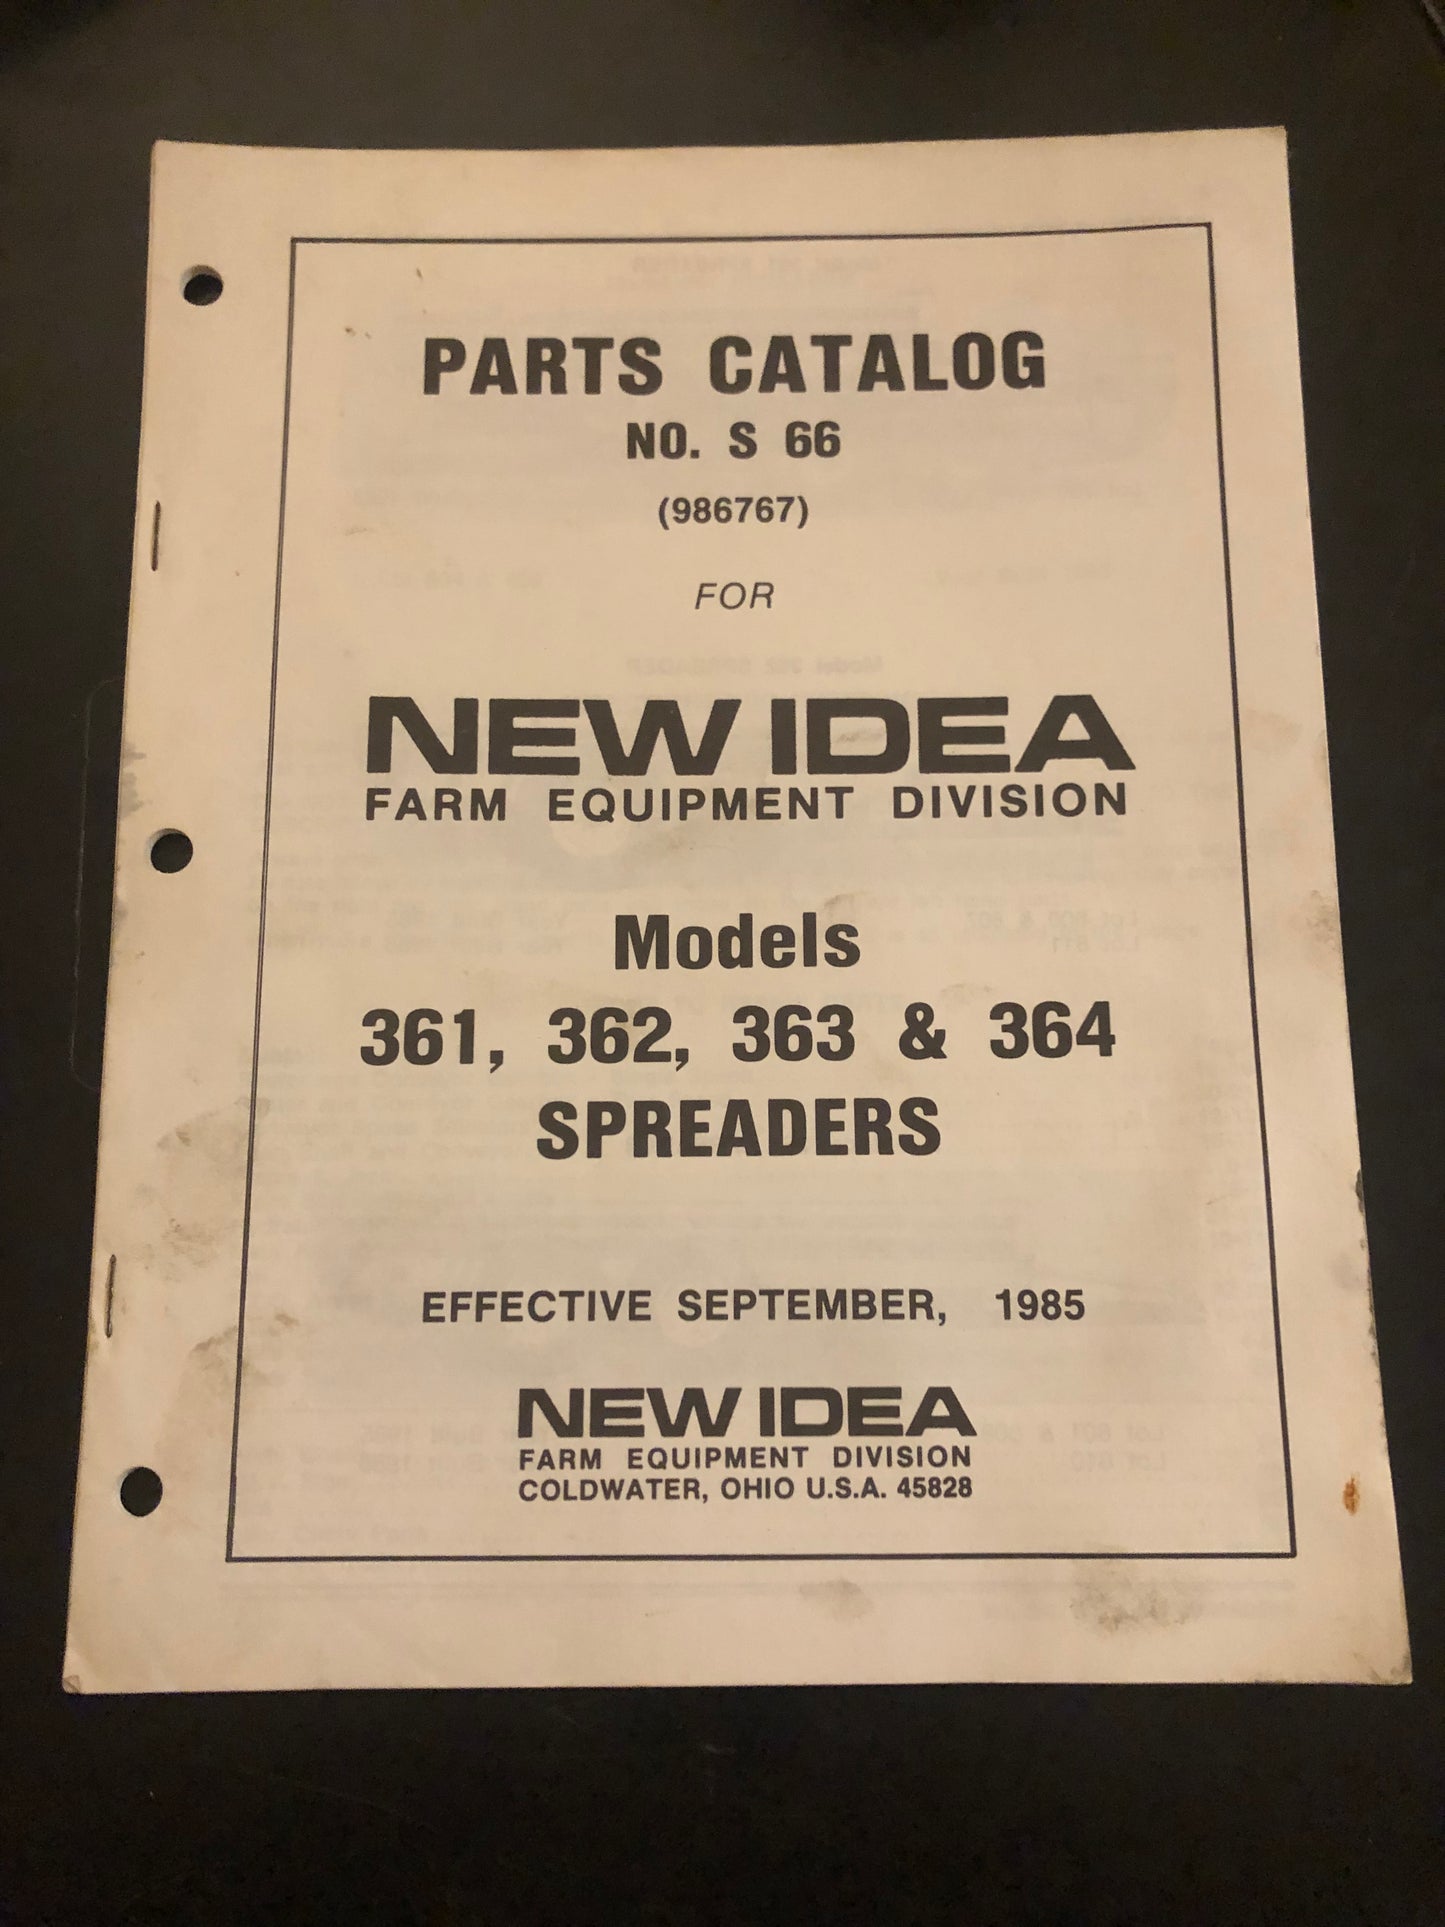 PARTS CATALOG
NO. S 66
(986767)
FOR
NEW IDEA
FARM EQUIPMENT DIVISION
Models
361, 362, 363 & 364
SPREADERS
EFFECTIVE SEPTEMBER, 1985
NEW IDEA
FARM EQUIPMENT DIVISION
COLDWATER, OHIO U.S.A. 45828